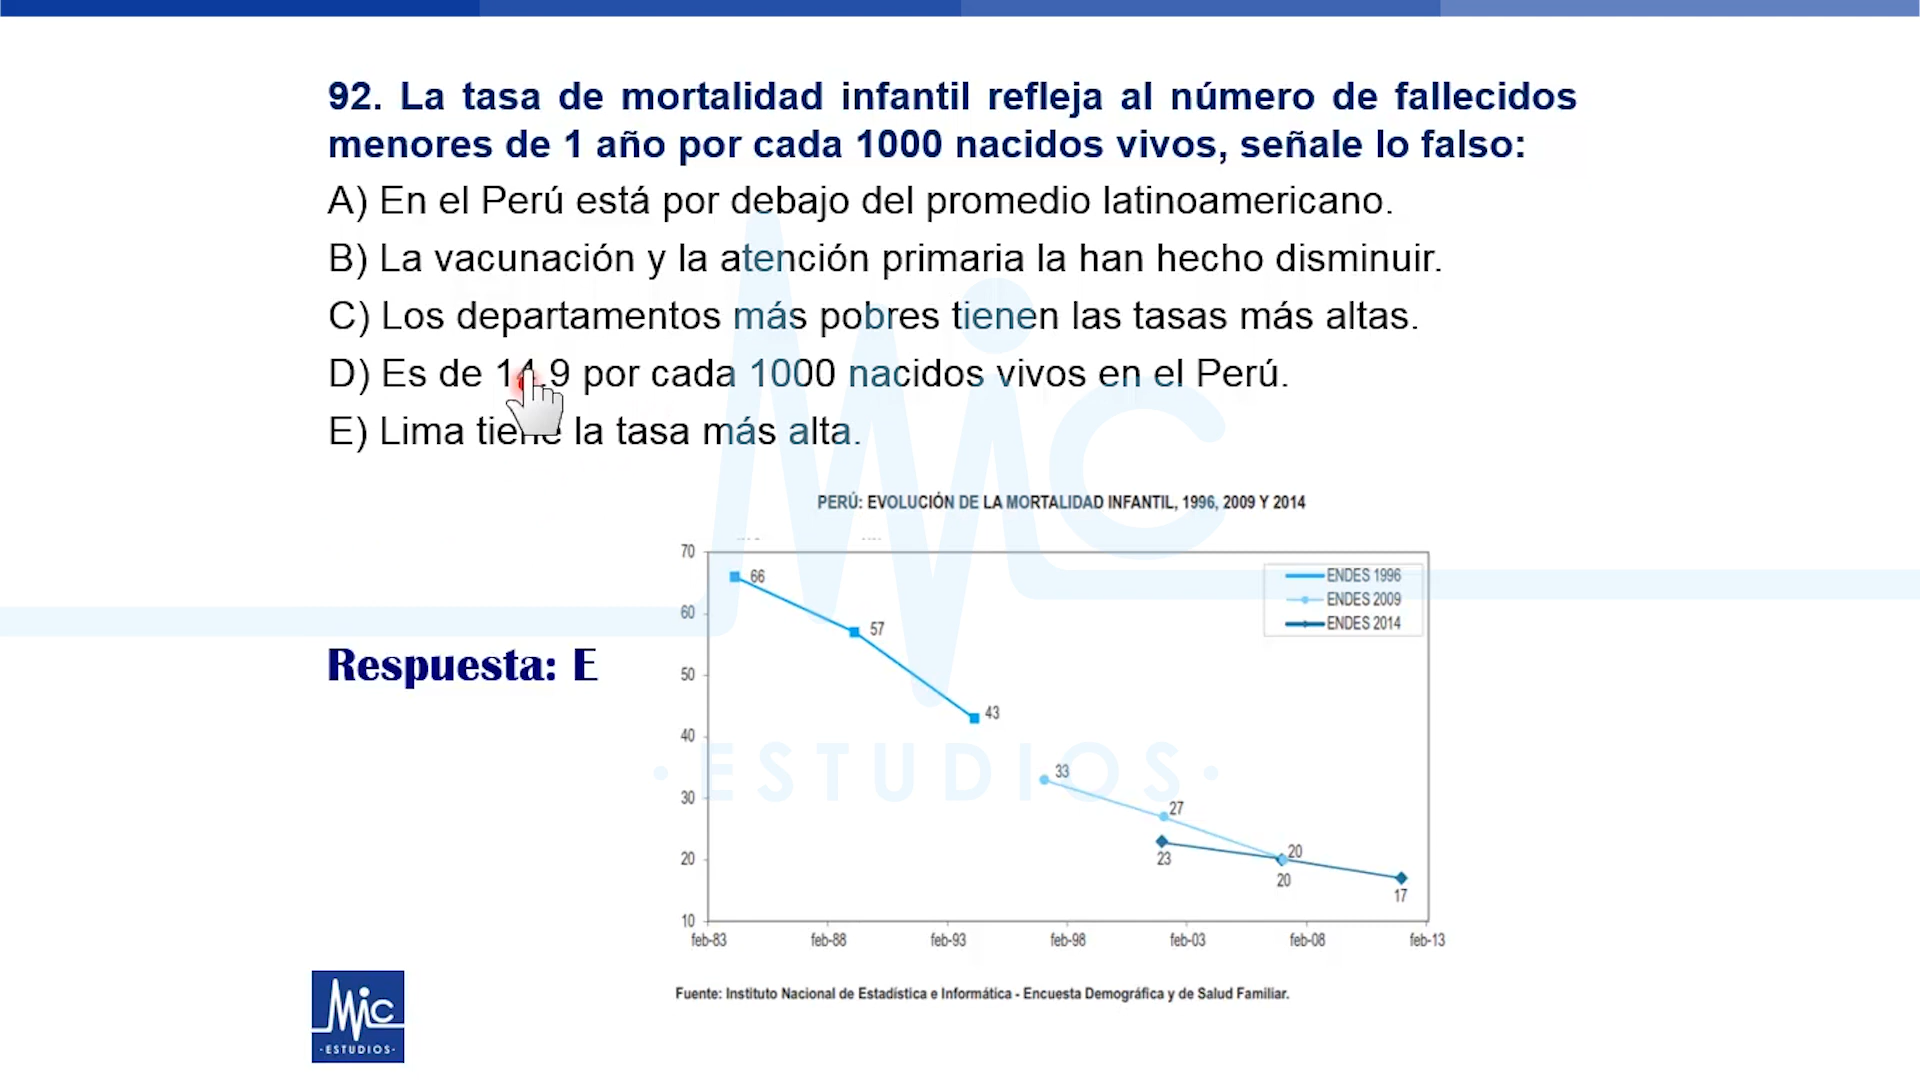 92. La tasa de mortalidad infantil refleja al número de fallecidos
menores de 1 año por cada 1000 nacidos vivos, señale lo falso:
A) En el Perú está por debajo del promedio latinoamericano.
B) La vacunación y la atención primaria la han hecho disminuir.
C) Los departamentos más pobres tienen las tasas más altas.
D) Es de 14.9 por cada 1000 nacidos vivos en el Perú.
E) Lima tiene la tasa más alta.
PERÚ: EVOLUCIÓN DE LA MORTALIDAD INFANTIL, 1996, 2009 Y 2014
70
66
ENDES 1996
ENDES 2009
60
ENDES 2014
57
Respuesta: E
50
43
40
MIC
·ESTUDIOS·
33
30
27
20
23
20
20
17
10
feb-83 feb-88 feb-93 feb-98 feb-03 feb-08 feb-13
Fuente: Instituto Nacional de Estadística e Informática - Encuesta Demográfica y de Salud Familiar.
MIC
·ESTUDIOS·